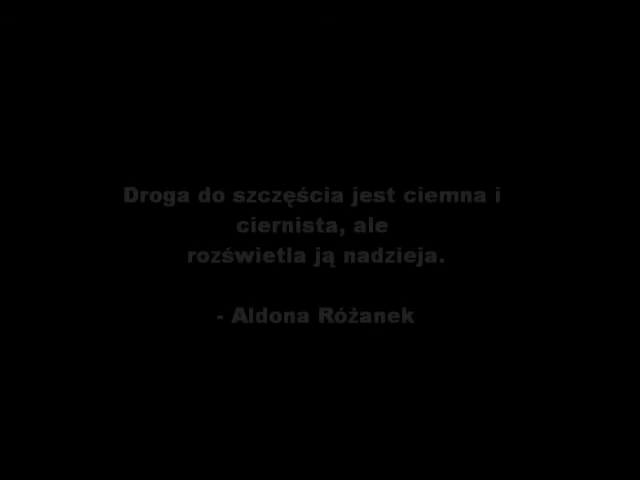 Droga do szczęścia jest ciemna i
ciernista, ale
rozświetla ją nadzieja.
- Aldona Różanek